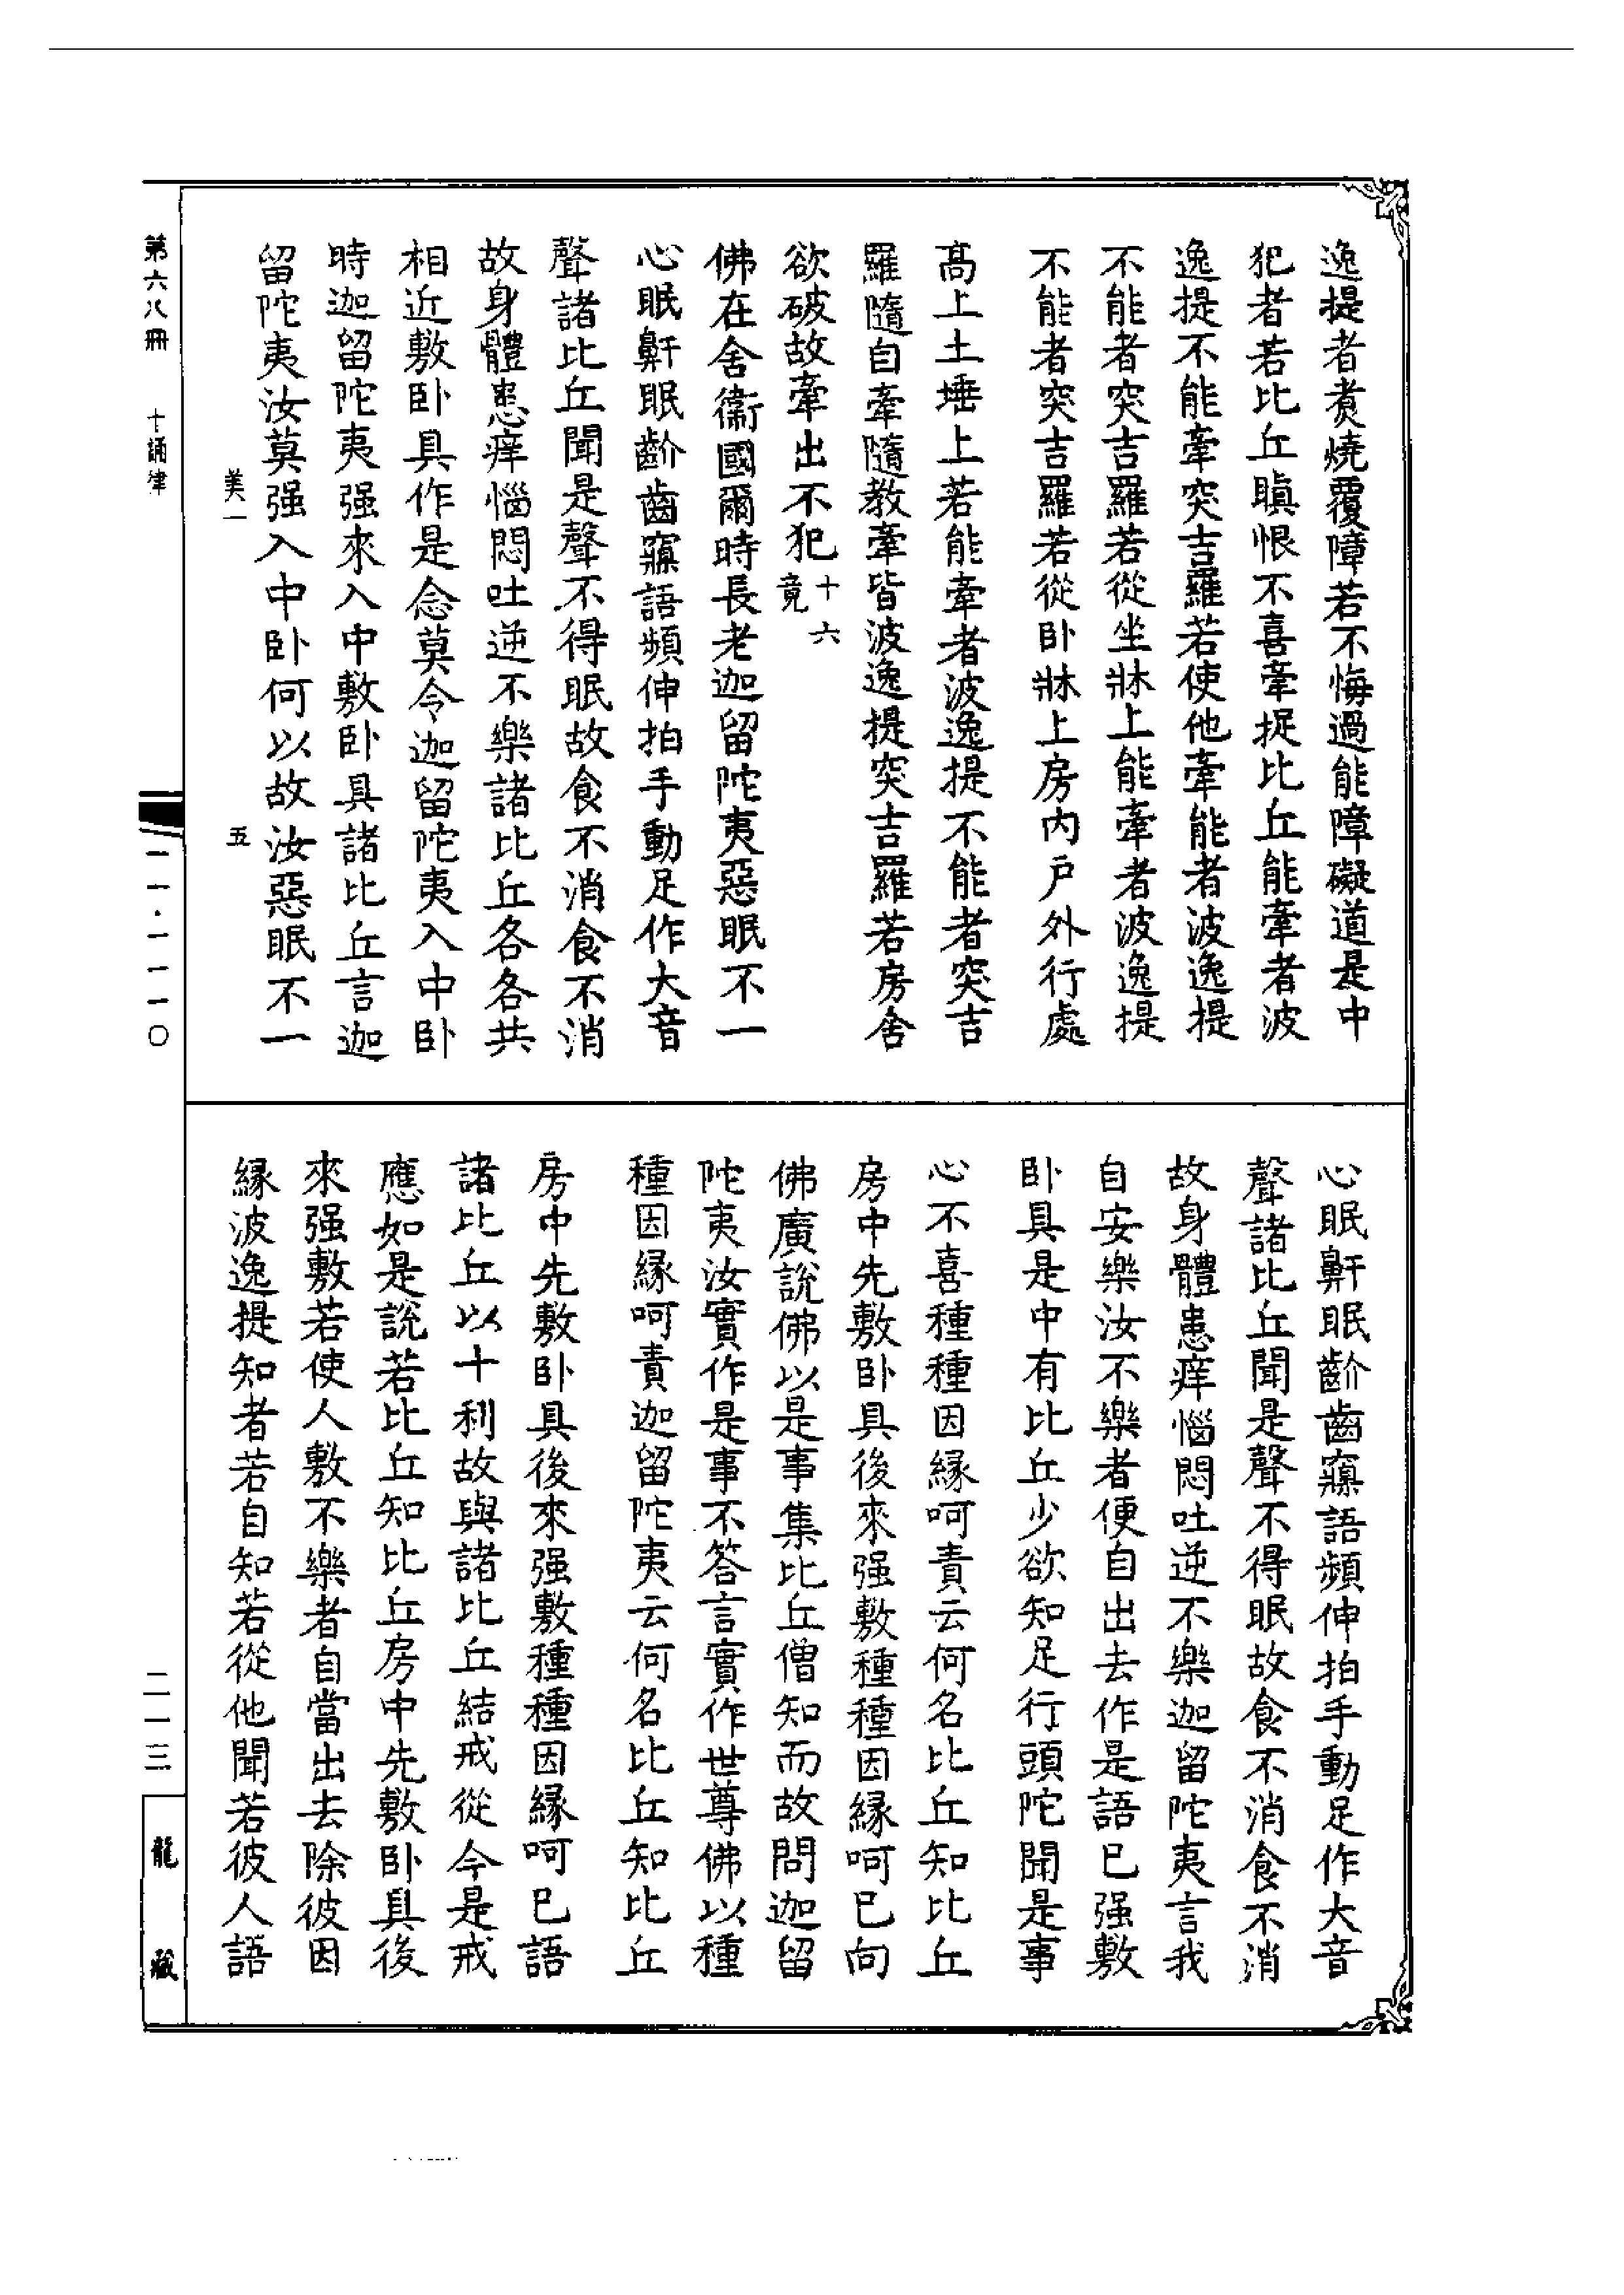 逸提者煑燒覆障若不悔過能障礙道是中
犯者若比丘瞋恨不喜牽捉比丘能牽者波
逸提不能牽突吉羅若使他牽能者波逸提
不能者突吉羅若從坐牀上能牽者波逸提
不能者突吉羅若從卧牀上房内户外行處
高上土埵上若能牽者波逸提不能者突吉
羅隨自牽隨教牽皆波逸提突吉羅若房舍
欲破故牽出不犯十六竟
佛在舍衞國爾時長老迦留陀夷惡眠不一
心眠鼾眠齘齒寱語頻伸拍手動足作大音
聲諸比丘聞是聲不得眠故食不消食不消
故身體患痒惱悶吐逆不樂諸比丘各各共
相近敷卧具作是念莫令迦留陀夷入中卧
時迦留陀夷强來入中敷卧具諸比丘言迦
留陀夷汝莫强入中卧何以故汝惡眠不一
美一
五
心眠鼾眠齘齒寱語頻伸拍手動足作大音
聲諸比丘聞是聲不得眠故食不消食不消
故身體患痒惱悶吐逆不樂迦留陀夷言我
自安樂汝不樂者便自出去作是語已强敷
卧具是中有比丘少欲知足行頭陀聞是事
心不喜種種因緣呵責云何名比丘知比丘
房中先敷卧具後來强敷種種因緣呵已向
佛廣說佛以是事集比丘僧知而故問迦留
陀夷汝實作是事不答言實作世尊佛以種
種因緣呵責迦留陀夷云何名比丘知比丘
房中先敷卧具後來强敷種種因緣呵已語
諸比丘以十利故與諸比丘結戒從今是戒
應如是說若比丘知比丘房中先敷卧具後
來强敷若使人敷不樂者自當出去除彼因
緣波逸提知者若自知若從他聞若彼人語
第六八冊 十誦律
一一·一一一〇
二一三
龍藏